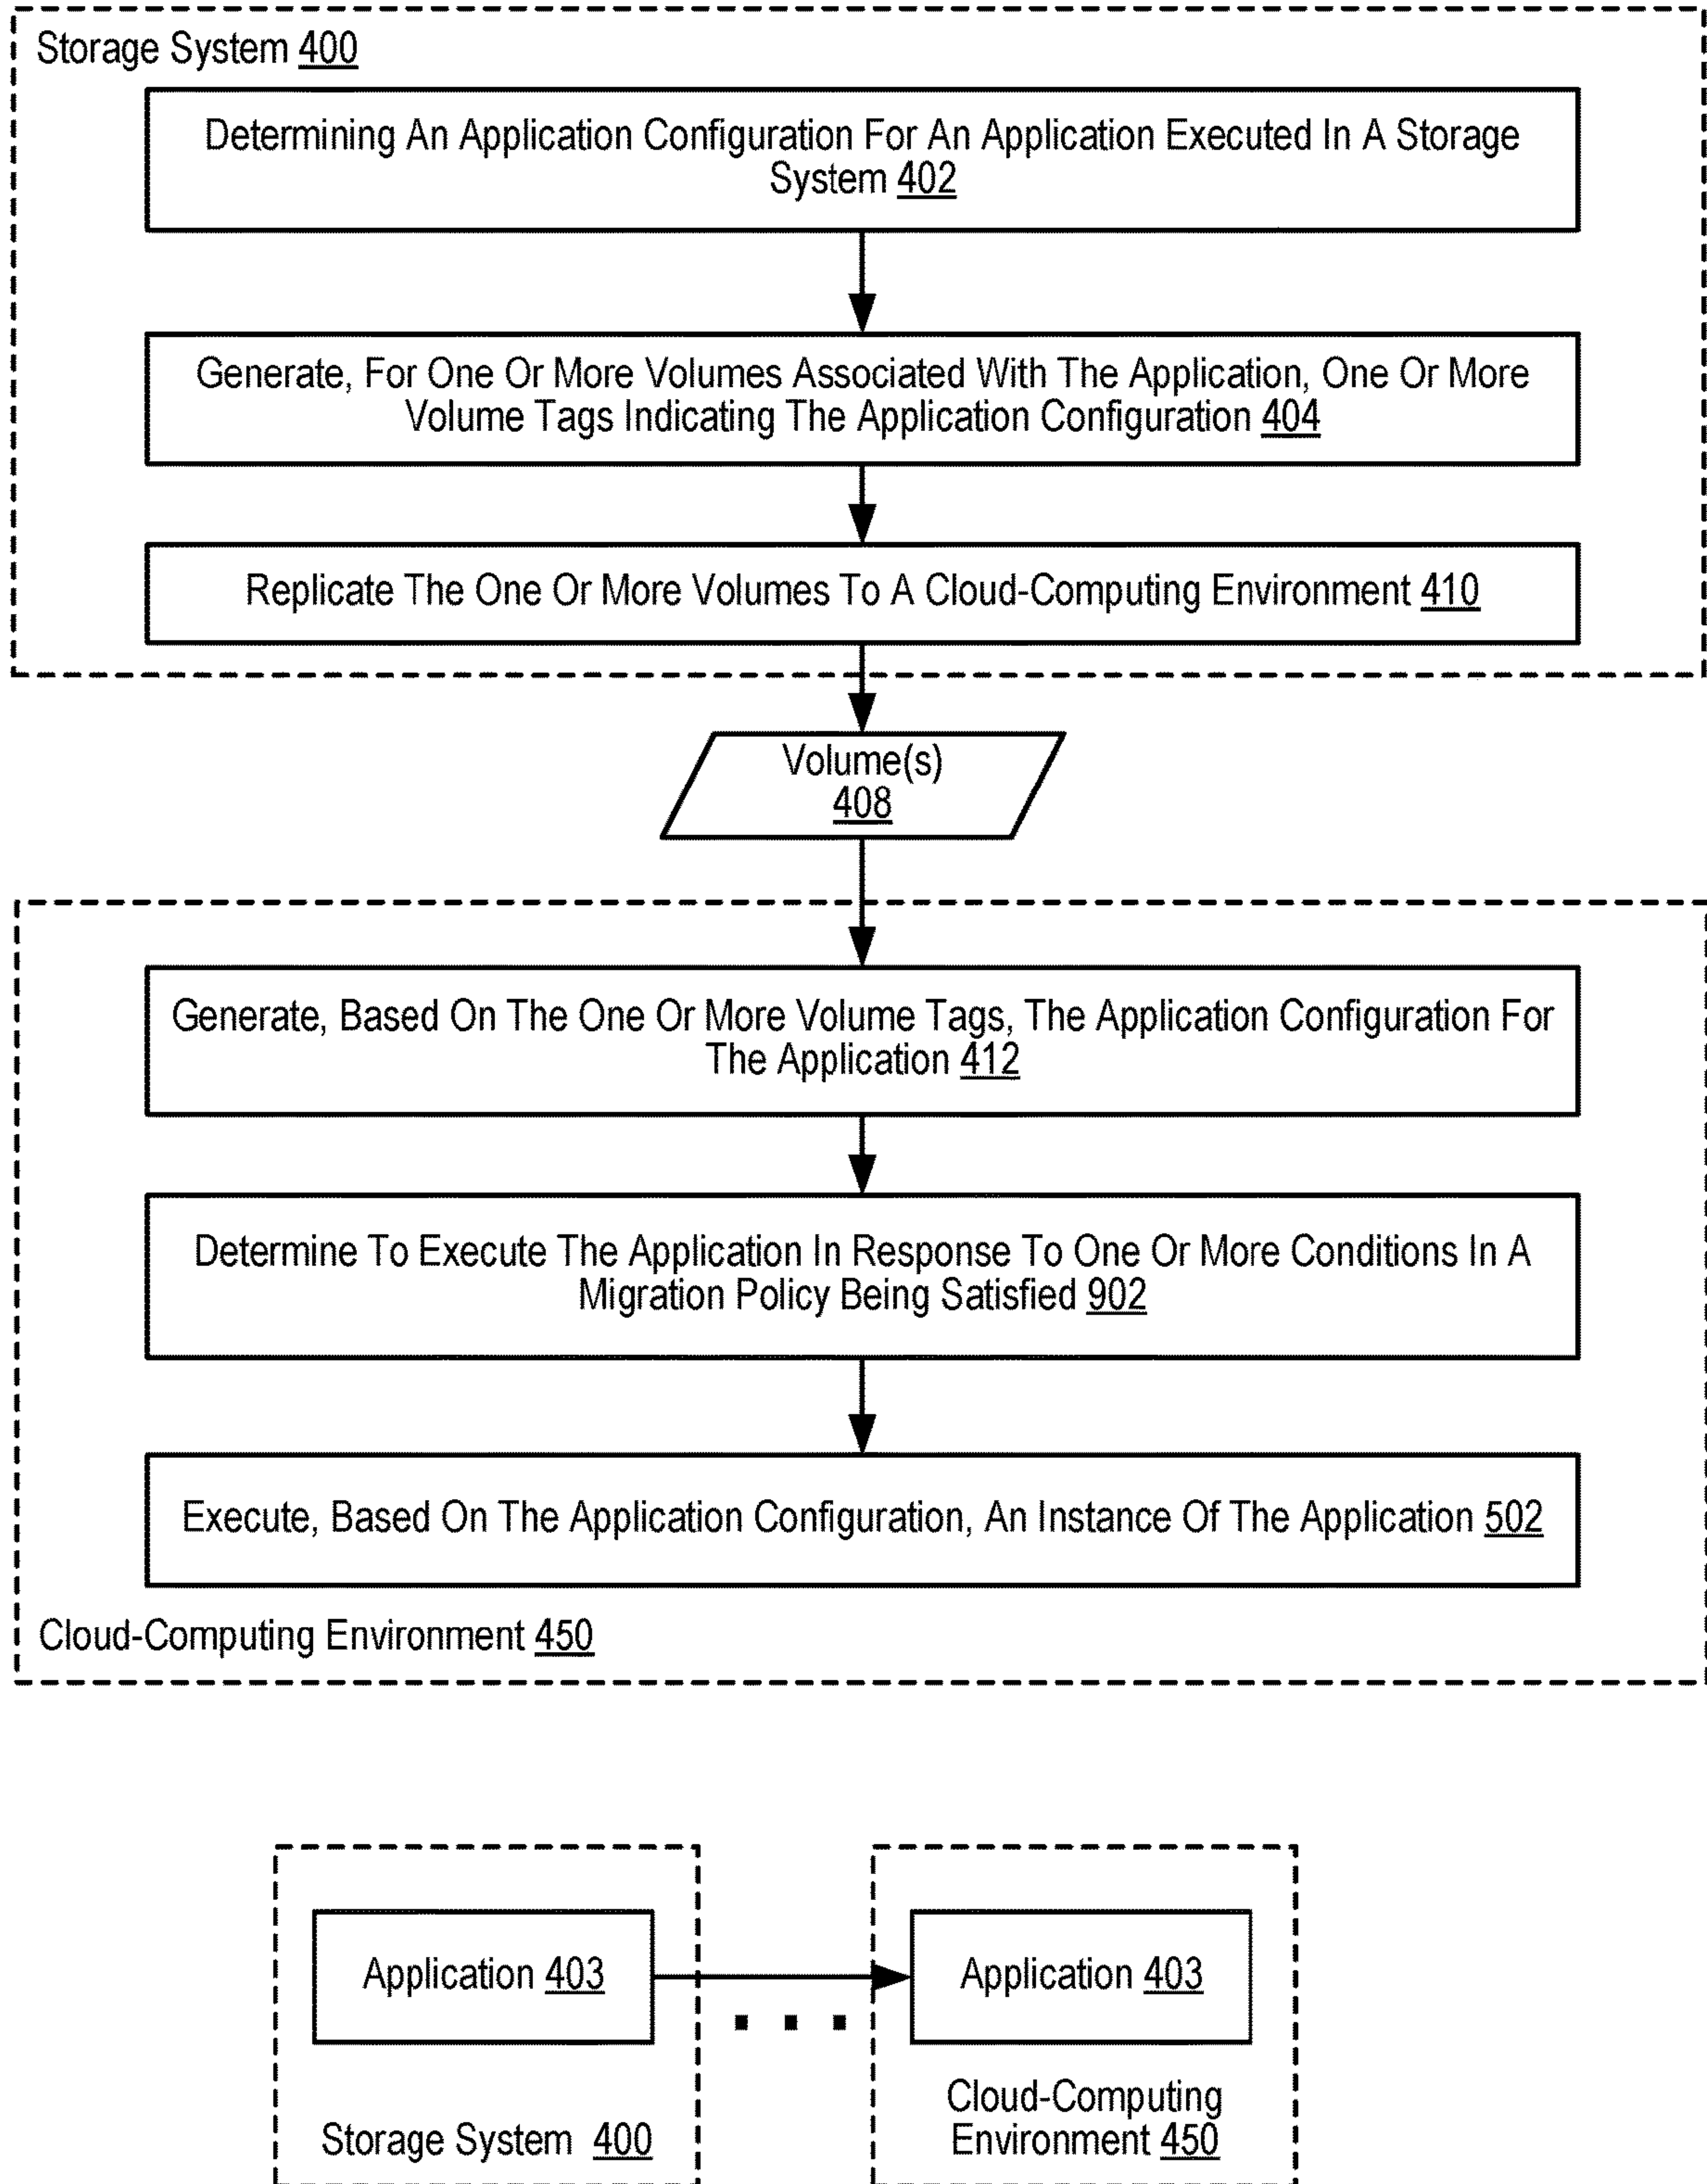 Storage System 400
Determining An Application Configuration For An Application Executed In A Storage
System 402
Generate, For One Or More Volumes Associated With The Application, One Or More
Volume Tags Indicating The Application Configuration 404
Replicate The One Or More Volumes To A Cloud-Computing Environment 410
Volume(s)
408
Generate, Based On The One Or More Volume Tags, The Application Configuration For
The Application 412
Determine To Execute The Application In Response To One Or More Conditions In A
Migration Policy Being Satisfied 902
Execute, Based On The Application Configuration, An Instance Of The Application 502
Cloud-Computing Environment 450
Application 403
Storage System 400
Application 403
Cloud-Computing
Environment 450